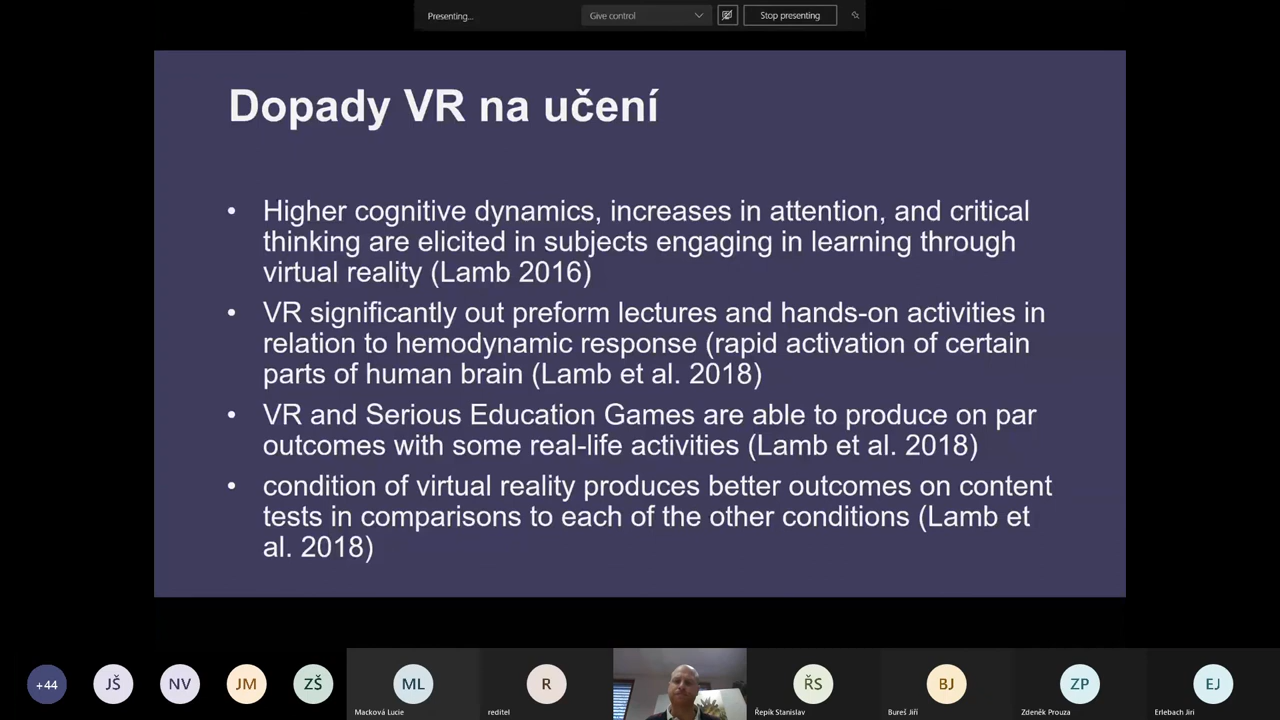 Presenting...
Give control
Stop presenting
Dopady VR na učení
• Higher cognitive dynamics, increases in attention, and critical
thinking are elicited in subjects engaging in learning through
virtual reality (Lamb 2016)
• VR significantly out preform lectures and hands-on activities in
relation to hemodynamic response (rapid activation of certain
parts of human brain (Lamb et al. 2018)
• VR and Serious Education Games are able to produce on par
outcomes with some real-life activities (Lamb et al. 2018)
• condition of virtual reality produces better outcomes on content
tests in comparisons to each of the other conditions (Lamb et
al. 2018)
+44
JŠ
NV
JM
ZŠ
ML
Macková Lucie
R
reditel
ŘS
Řepík Stanislav
BJ
Bureš Jiří
ZP
Zdeněk Prouza
EJ
Erlebach Jiri